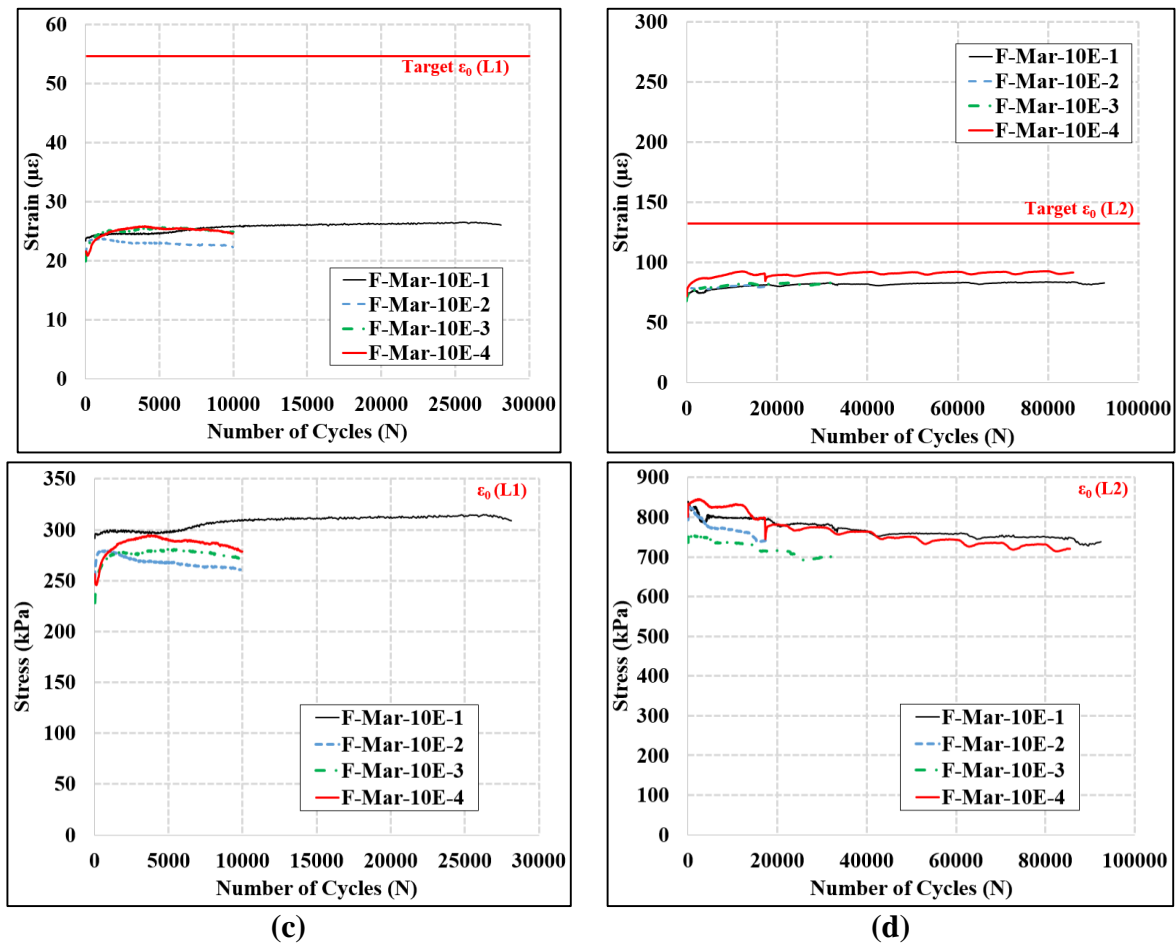 60
50
40
30
20
10
0
Strain (με)
Target ε₀ (L1)
F-Mar-10E-1
F-Mar-10E-2
F-Mar-10E-3
F-Mar-10E-4
0 5000 10000 15000 20000 25000 30000
Number of Cycles (N)
300
250
200
150
100
50
0
Strain (με)
F-Mar-10E-1
F-Mar-10E-2
F-Mar-10E-3
F-Mar-10E-4
Target ε₀ (L2)
0 20000 40000 60000 80000 100000
Number of Cycles (N)
350
300
250
200
150
100
50
0
Stress (kPa)
ε₀ (L1)
F-Mar-10E-1
F-Mar-10E-2
F-Mar-10E-3
F-Mar-10E-4
0 5000 10000 15000 20000 25000 30000
Number of Cycles (N)
(c)
900
800
700
600
500
400
300
200
100
0
Stress (kPa)
ε₀ (L2)
F-Mar-10E-1
F-Mar-10E-2
F-Mar-10E-3
F-Mar-10E-4
0 20000 40000 60000 80000 100000
Number of Cycles (N)
(d)